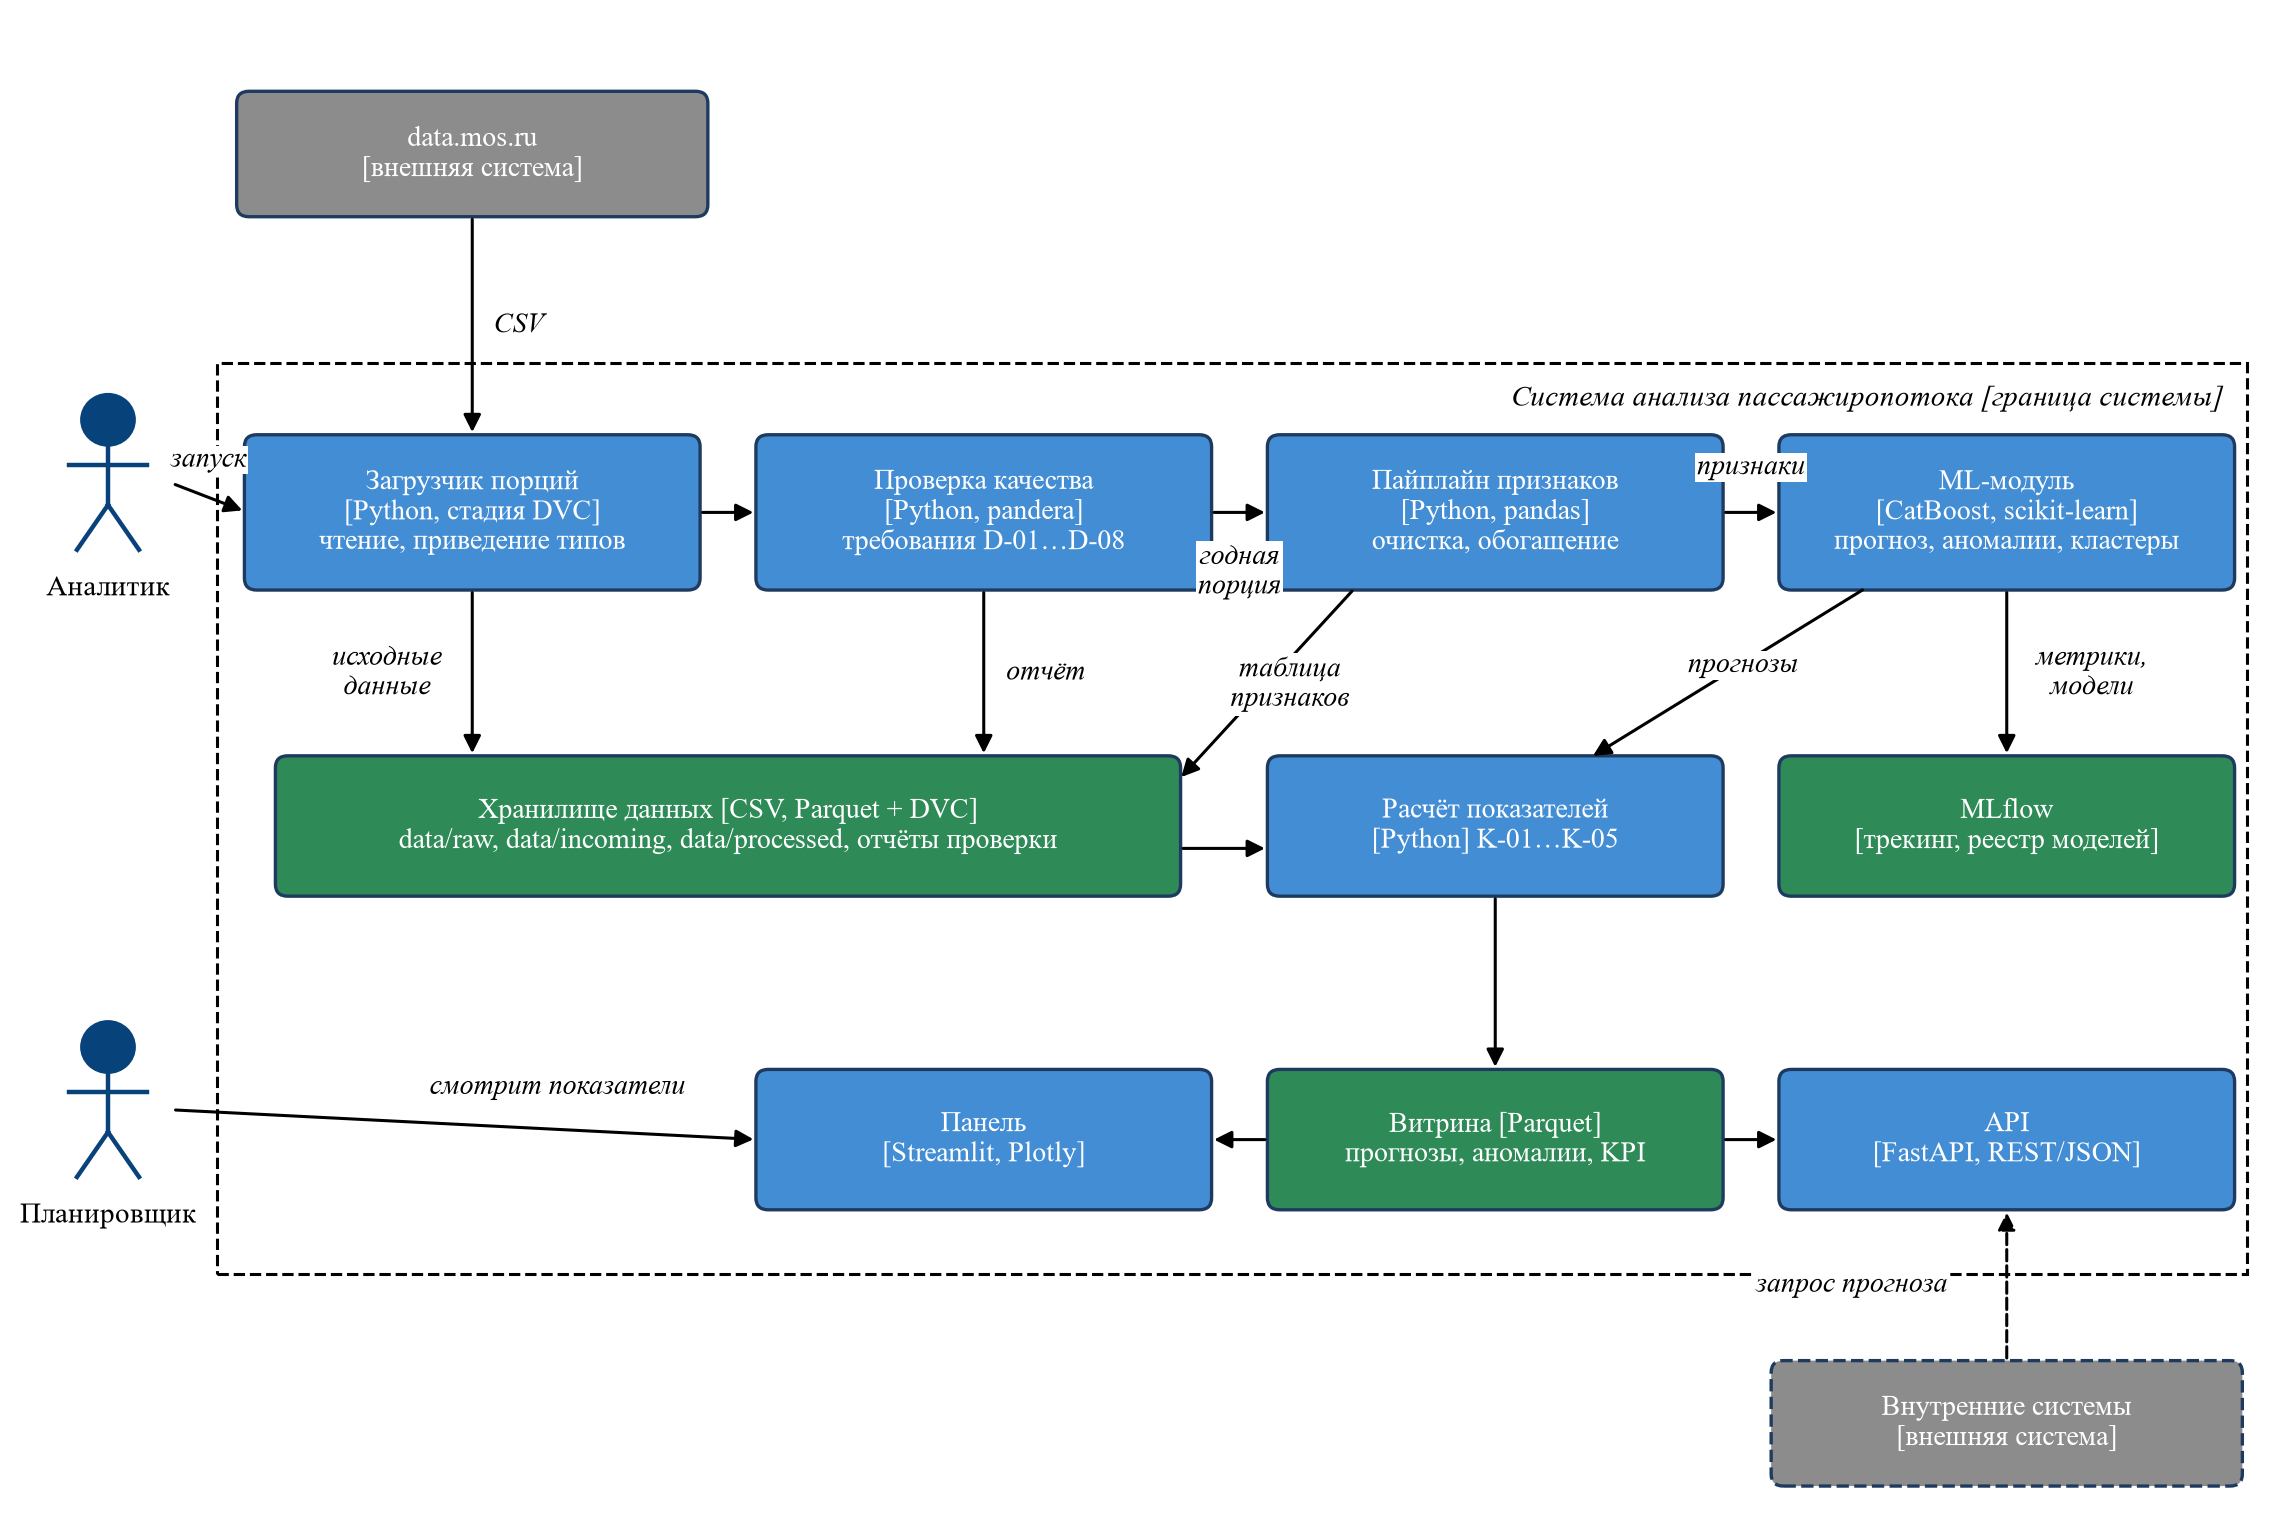 data.mos.ru
[внешняя система]
CSV
Система анализа пассажиропотока [граница системы]
Аналитик
запуск
Загрузчик порций
[Python, стадия DVC]
чтение, приведение типов
Проверка качества
[Python, pandera]
требования D-01…D-08
годная
порция
Пайплайн признаков
[Python, pandas]
очистка, обогащение
признаки
ML-модуль
[CatBoost, scikit-learn]
прогноз, аномалии, кластеры
исходные
данные
отчёт
таблица
признаков
прогнозы
метрики,
модели
Хранилище данных [CSV, Parquet + DVC]
data/raw, data/incoming, data/processed, отчёты проверки
Расчёт показателей
[Python] K-01…K-05
MLflow
[трекинг, реестр моделей]
Планировщик
смотрит показатели
Панель
[Streamlit, Plotly]
Витрина [Parquet]
прогнозы, аномалии, KPI
API
[FastAPI, REST/JSON]
запрос прогноза
Внутренние системы
[внешняя система]